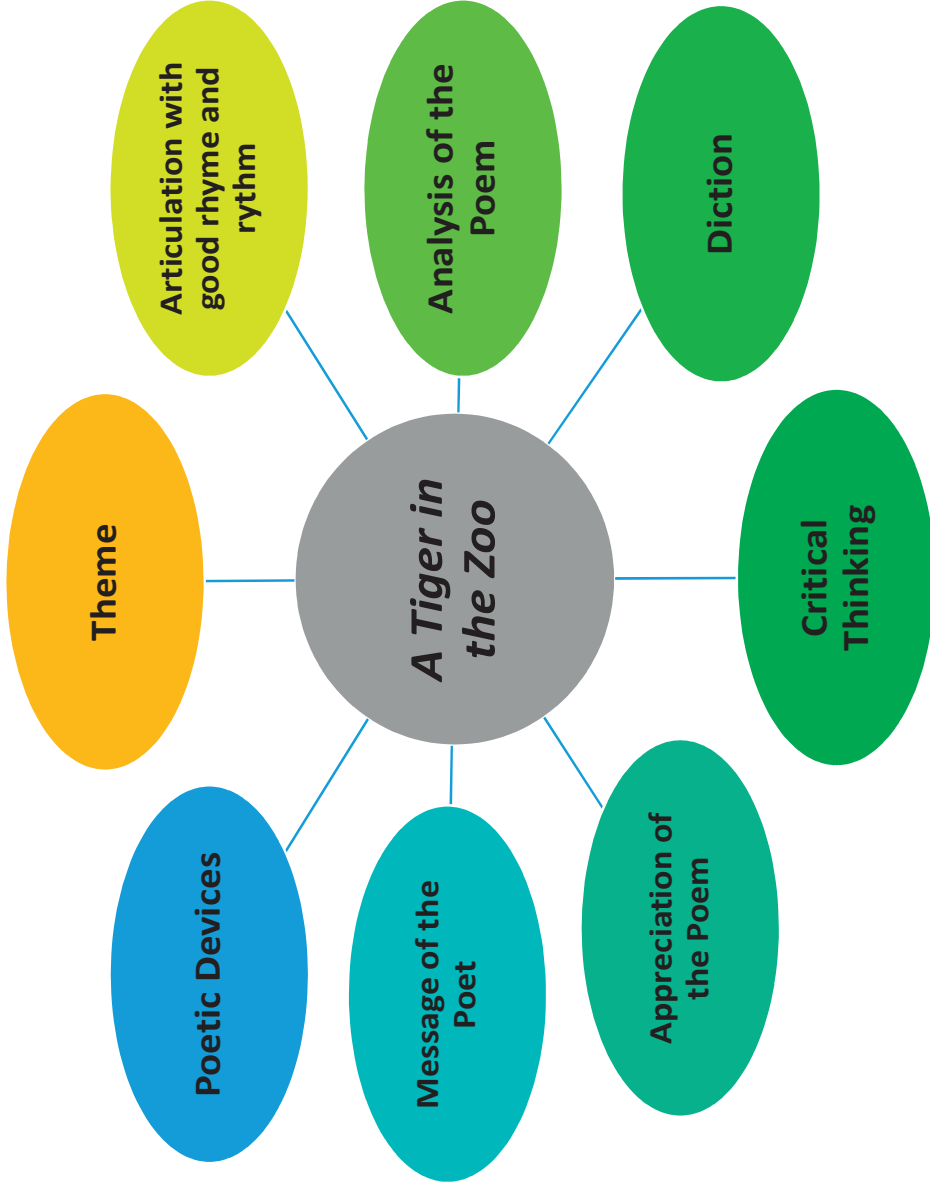 Theme
Articulation with
good rhyme and
rythm
Analysis of the
Poem
Diction
Critical
Thinking
Appreciation of
the Poem
Message of the
Poet
Poetic Devices
A Tiger in
the Zoo